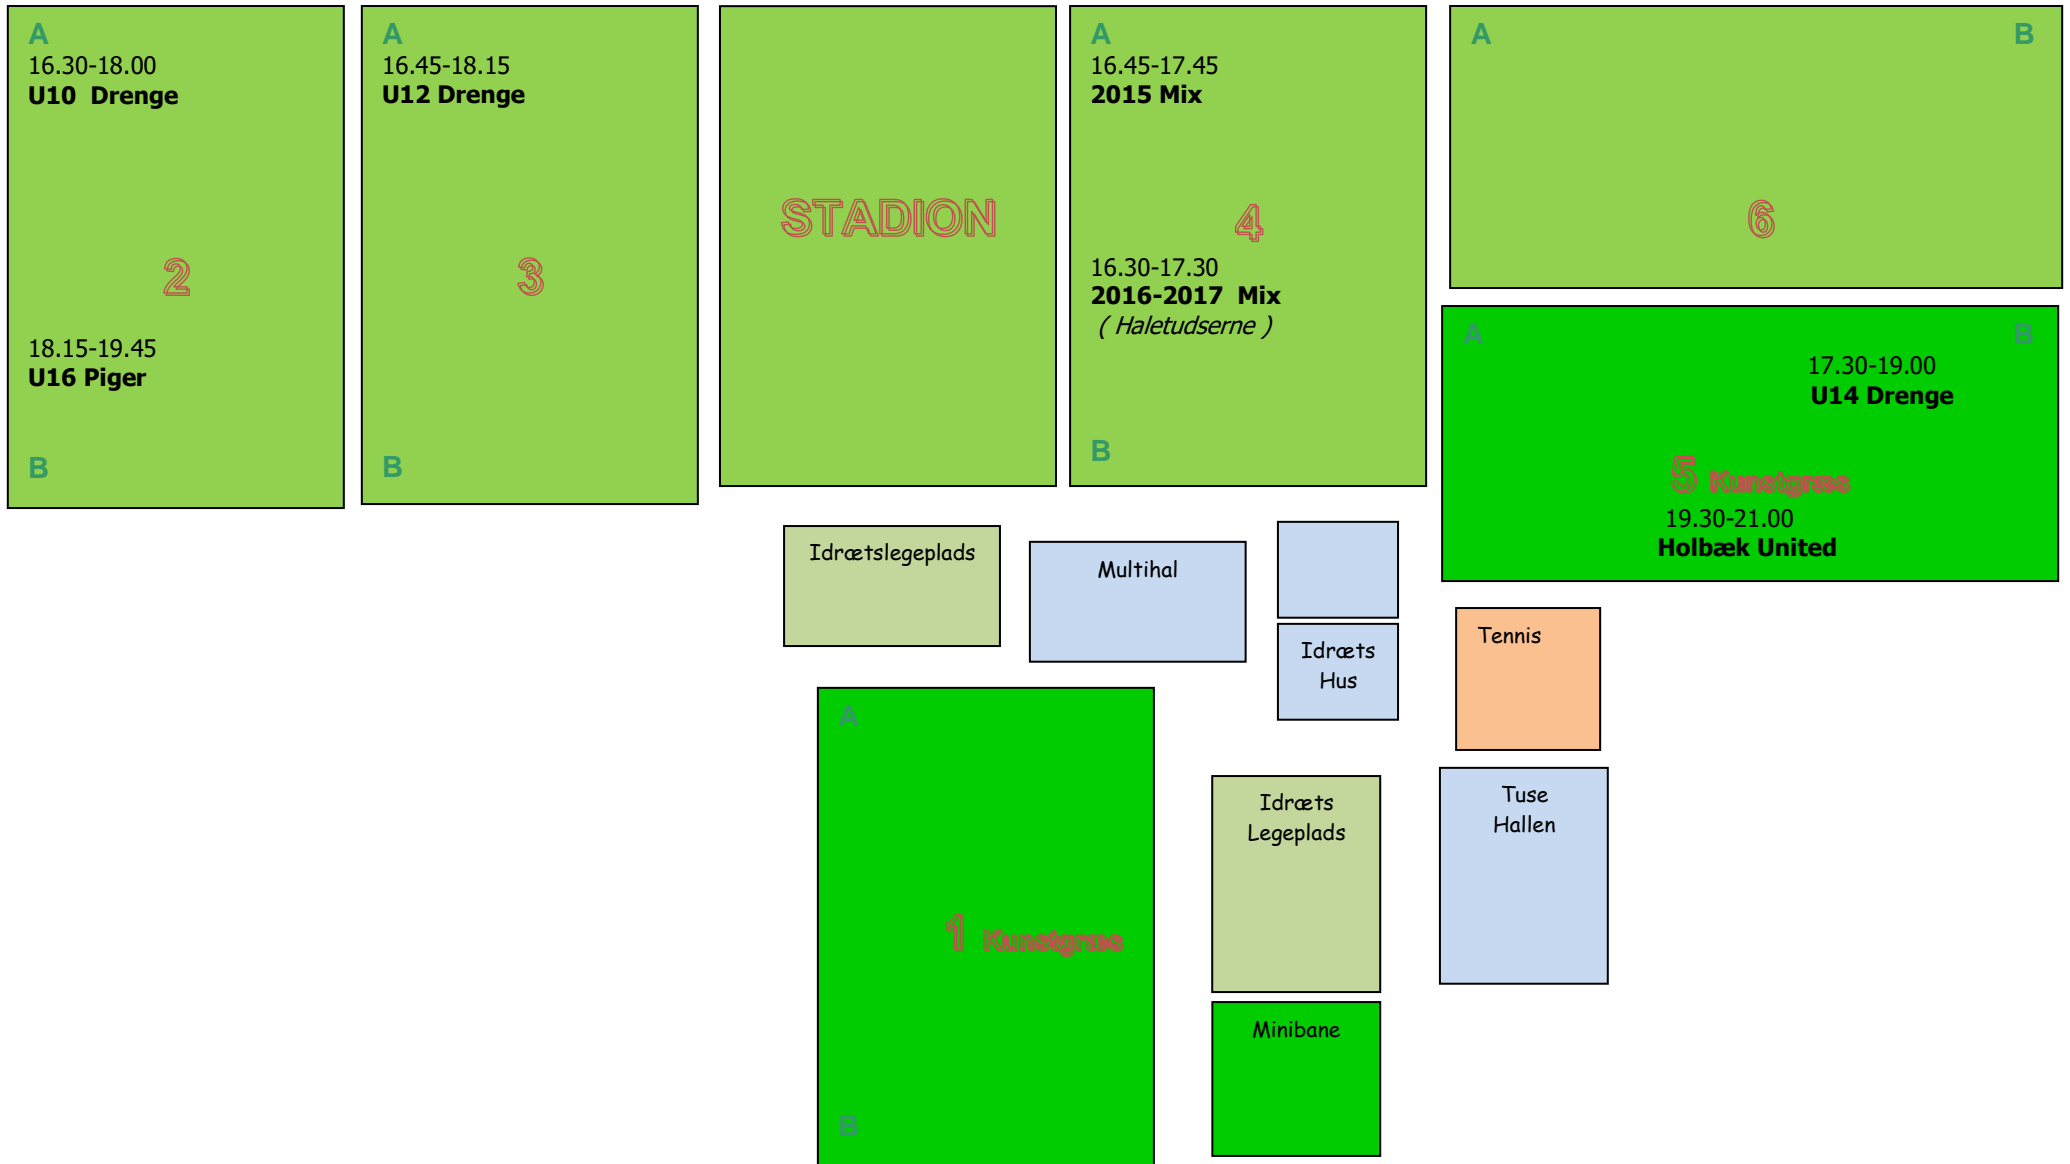 A
16.30-18.00
U10 Drenge
2
18.15-19.45
U16 Piger
B
A
16.45-18.15
U12 Drenge
3
B
STADION
A
16.45-17.45
2015 Mix
4
16.30-17.30
2016-2017 Mix
( Haletudserne )
B
A B
6
A B
17.30-19.00
U14 Drenge
5 Kunstgræs
19.30-21.00
Holbæk United
Idrætslegeplads
Multihal
Idræts
Hus
Tennis
A
1 Kunstgræs
B
Idræts
Legeplads
Tuse
Hallen
Minibane